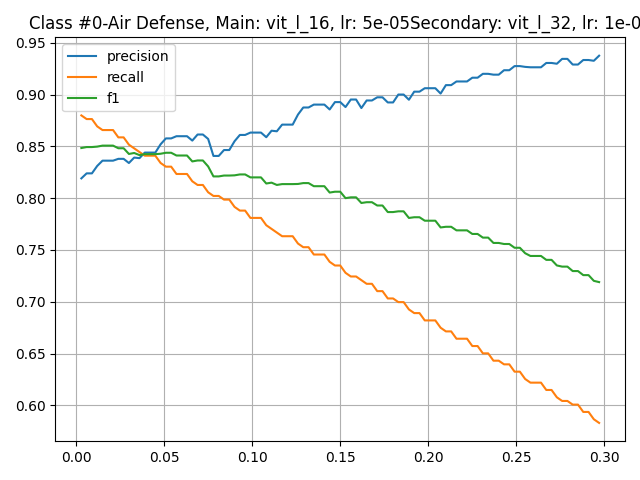 Class #0-Air Defense, Main: vit_l_16, lr: 5e-05Secondary: vit_l_32, lr: 1e-0
0.95
0.90
0.85
0.80
0.75
0.70
0.65
0.60
precision
recall
f1
0.00 0.05 0.10 0.15 0.20 0.25 0.30